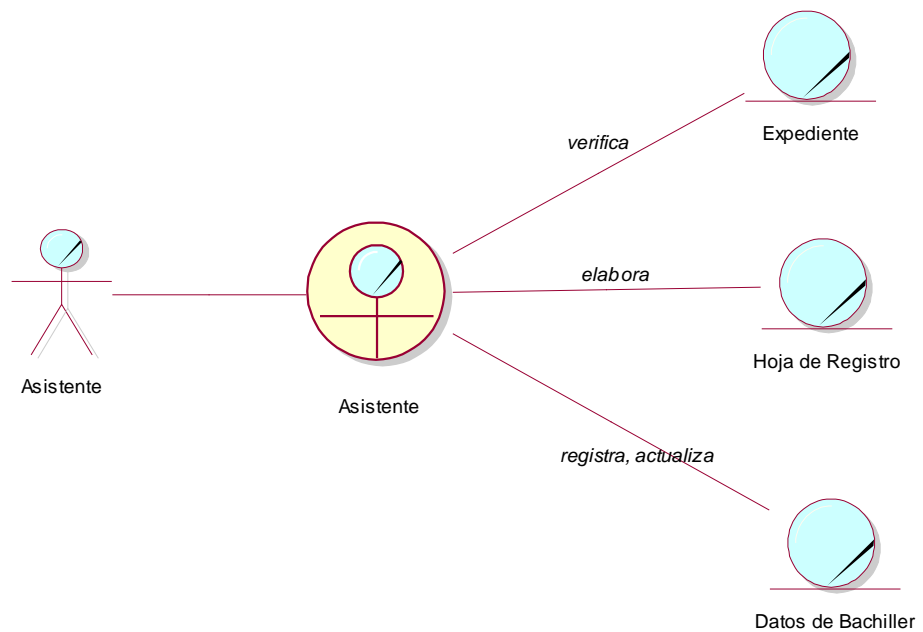 Expediente
verifica
elabora
Hoja de Registro
Asistente
Asistente
registra, actualiza
Datos de Bachiller